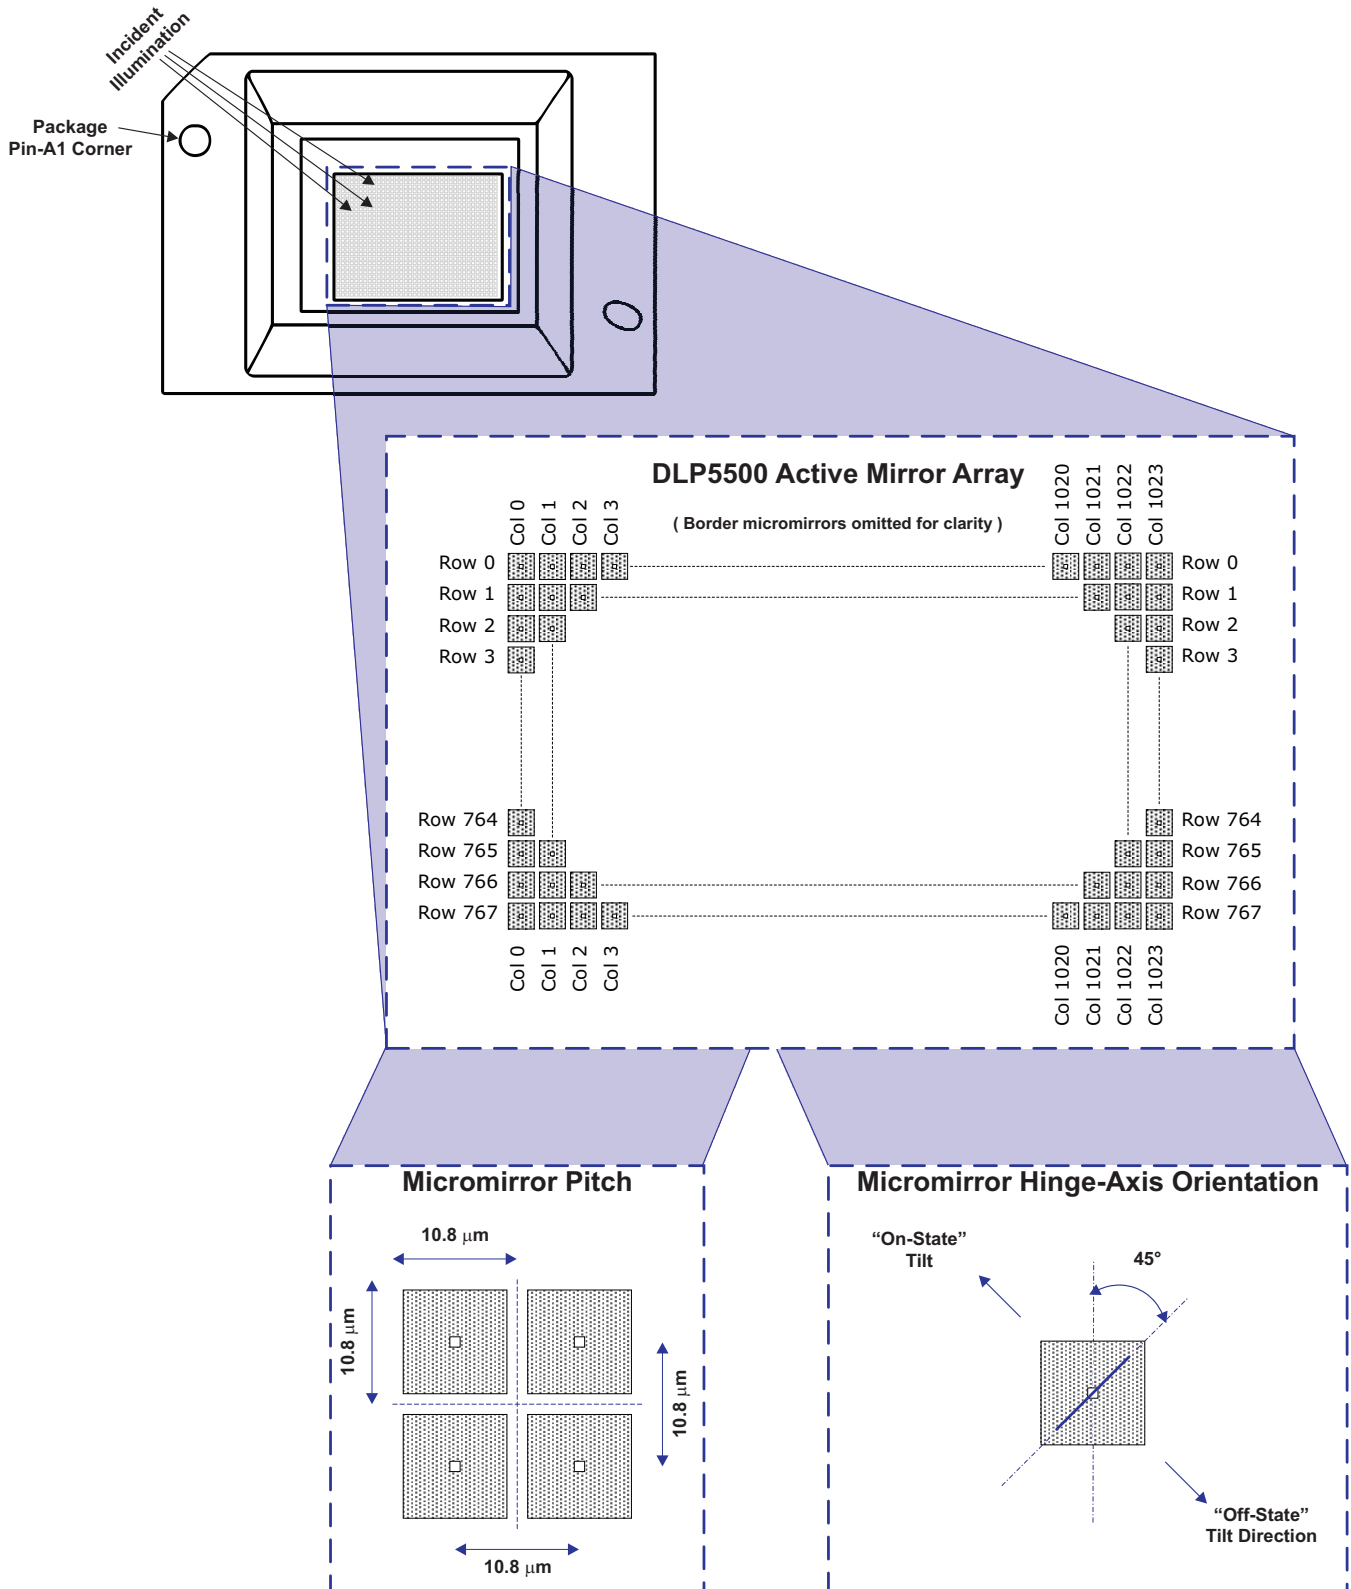 Incident
Illumination
Package
Pin-A1 Corner
DLP5500 Active Mirror Array
( Border micromirrors omitted for clarity )
Col 0
Col 1
Col 2
Col 3
Col 1020
Col 1021
Col 1022
Col 1023
Row 0
Row 0
Row 1
Row 1
Row 2
Row 2
Row 3
Row 3
Row 764
Row 764
Row 765
Row 765
Row 766
Row 766
Row 767
Row 767
Col 0
Col 1
Col 2
Col 3
Col 1020
Col 1021
Col 1022
Col 1023
Micromirror Pitch
10.8 μm
10.8 μm
10.8 μm
10.8 μm
Micromirror Hinge-Axis Orientation
“On-State”
Tilt
45°
“Off-State”
Tilt Direction